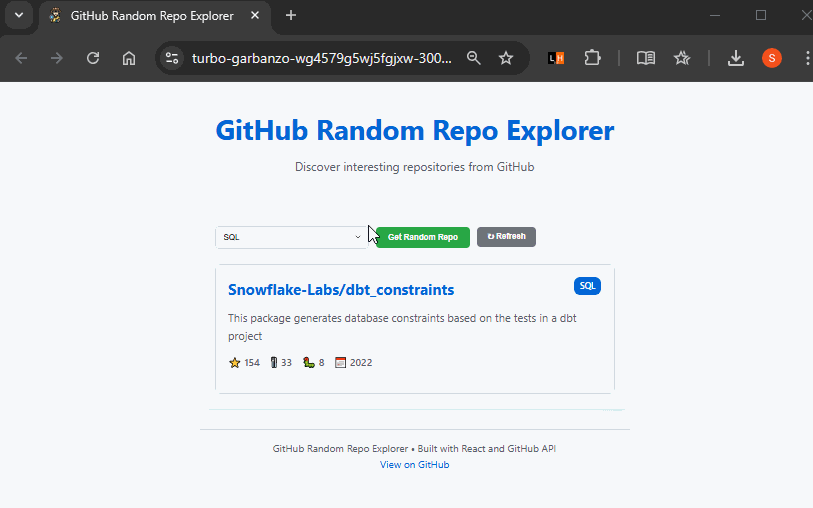 GitHub Random Repo Explorer
turbo-garbanzo-wg4579g5wj5fgjxw-300...
L H
S
GitHub Random Repo Explorer
Discover interesting repositories from GitHub
SQL
Get Random Repo
↻ Refresh
Snowflake-Labs/dbt_constraints
SQL
This package generates database constraints based on the tests in a dbt
project
154 33 8 2022
GitHub Random Repo Explorer • Built with React and GitHub API
View on GitHub